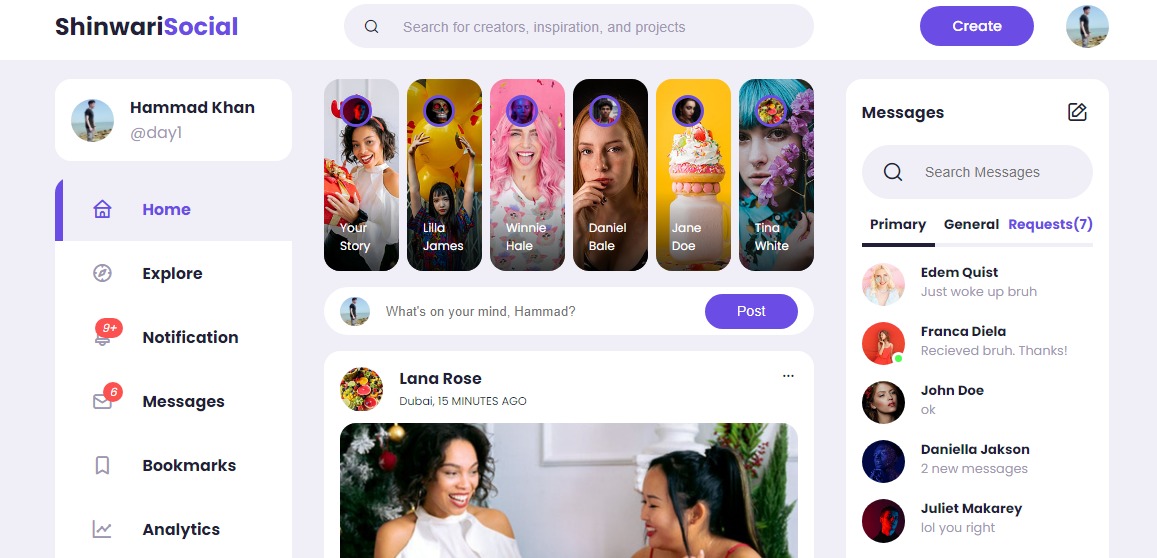 ShinwariSocial
Search for creators, inspiration, and projects
Create
Hammad Khan
@day1
Home
Explore
9+
Notification
6
Messages
Bookmarks
Analytics
Your
Story
Lilla
James
Winnie
Hale
Daniel
Bale
Jane
Doe
Tina
White
What's on your mind, Hammad?
Post
Lana Rose
...
Dubai, 15 MINUTES AGO
Messages
Search Messages
Primary General Requests(7)
Edem Quist
Just woke up bruh
Franca Diela
Recieved bruh. Thanks!
John Doe
ok
Daniella Jakson
2 new messages
Juliet Makarey
lol you right